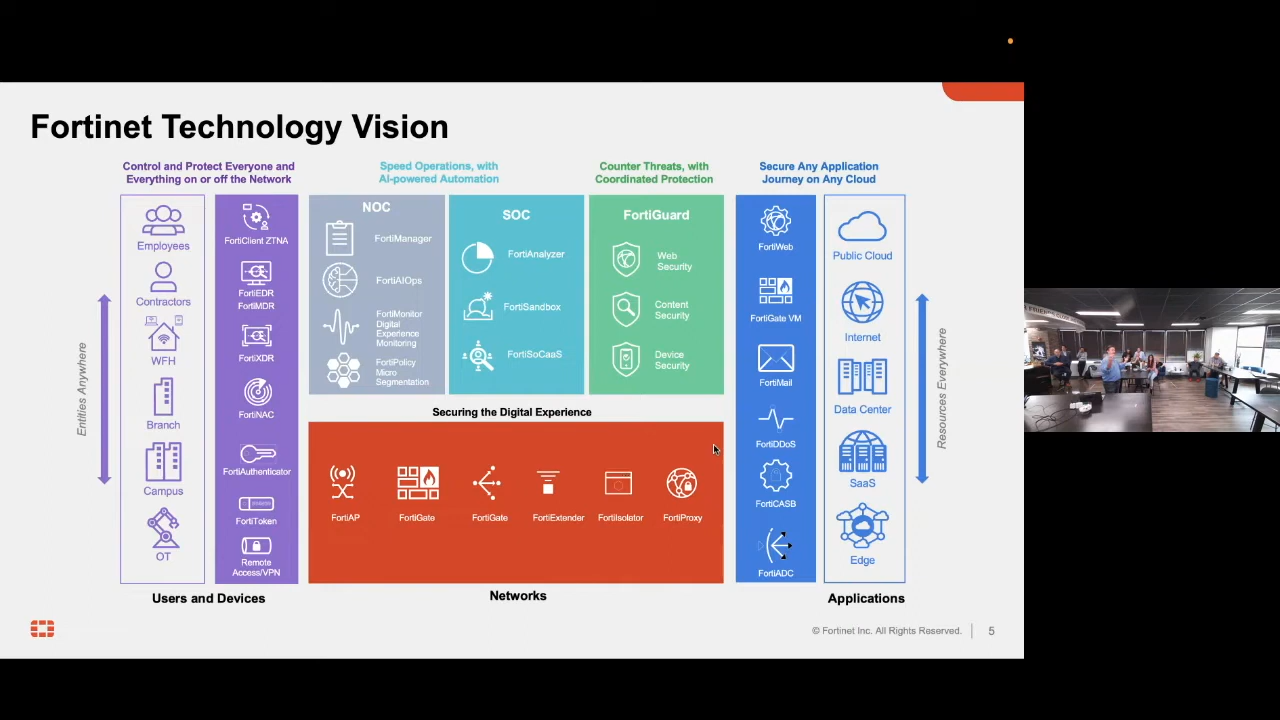 Fortinet Technology Vision
Control and Protect Everyone and
Everything on or off the Network
Speed Operations, with
AI-powered Automation
Counter Threats, with
Coordinated Protection
Secure Any Application
Journey on Any Cloud
Entities Anywhere
Employees
Contractors
WFH
Branch
Campus
OT
FortiClient ZTNA
FortiEDR
FortiMDR
FortiXDR
FortiNAC
FortiAuthenticator
FortiToken
Remote
Access/VPN
Users and Devices
NOC
FortiManager
FortiAIOps
FortiMonitor
Digital
Experience
Monitoring
FortiPolicy
Micro
Segmentation
SOC
FortiAnalyzer
FortiSandbox
FortiSoCaaS
FortiGuard
Web
Security
Content
Security
Device
Security
Securing the Digital Experience
FortiAP
FortiGate
FortiGate
FortiExtender
FortiIsolator
FortiProxy
Networks
FortiWeb
FortiGate VM
FortiMail
FortiDDoS
FortiCASB
FortiADC
Public Cloud
Internet
Data Center
SaaS
Edge
Applications
Resources Everywhere
© Fortinet Inc. All Rights Reserved.
5